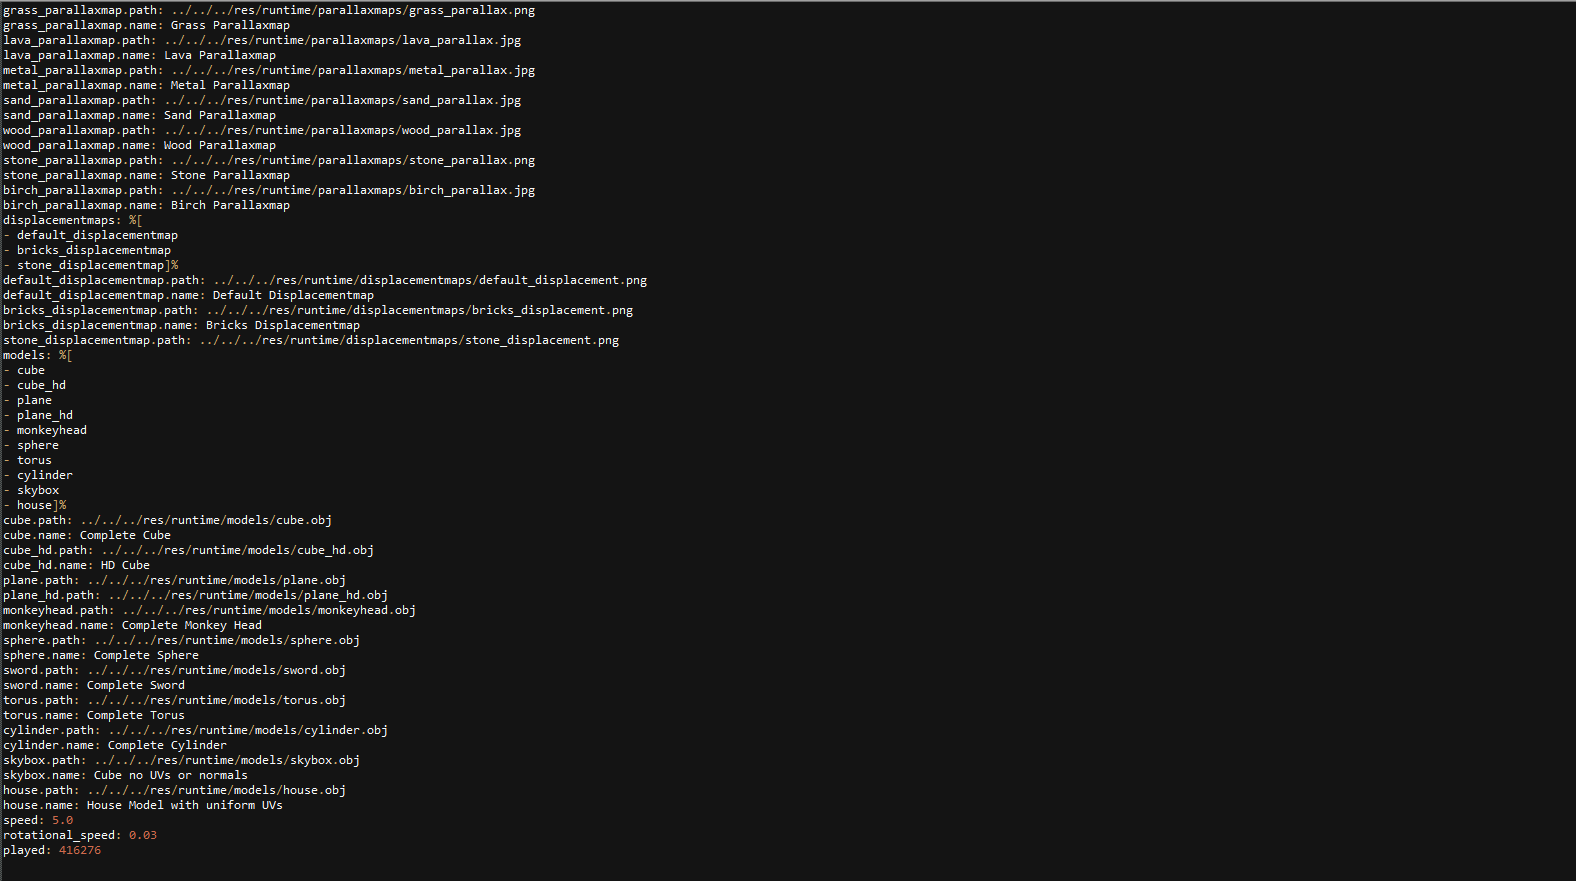 grass_parallaxmap.path: ../../../res/runtime/parallaxmaps/grass_parallax.png
grass_parallaxmap.name: Grass Parallaxmap
lava_parallaxmap.path: ../../../res/runtime/parallaxmaps/lava_parallax.jpg
lava_parallaxmap.name: Lava Parallaxmap
metal_parallaxmap.path: ../../../res/runtime/parallaxmaps/metal_parallax.jpg
metal_parallaxmap.name: Metal Parallaxmap
sand_parallaxmap.path: ../../../res/runtime/parallaxmaps/sand_parallax.jpg
sand_parallaxmap.name: Sand Parallaxmap
wood_parallaxmap.path: ../../../res/runtime/parallaxmaps/wood_parallax.jpg
wood_parallaxmap.name: Wood Parallaxmap
stone_parallaxmap.path: ../../../res/runtime/parallaxmaps/stone_parallax.png
stone_parallaxmap.name: Stone Parallaxmap
birch_parallaxmap.path: ../../../res/runtime/parallaxmaps/birch_parallax.jpg
birch_parallaxmap.name: Birch Parallaxmap
displacementmaps: %[
- default_displacementmap
- bricks_displacementmap
- stone_displacementmap]%
default_displacementmap.path: ../../../res/runtime/displacementmaps/default_displacement.png
default_displacementmap.name: Default Displacementmap
bricks_displacementmap.path: ../../../res/runtime/displacementmaps/bricks_displacement.png
bricks_displacementmap.name: Bricks Displacementmap
stone_displacementmap.path: ../../../res/runtime/displacementmaps/stone_displacement.png
models: %[
- cube
- cube_hd
- plane
- plane_hd
- monkeyhead
- sphere
- torus
- cylinder
- skybox
- house]%
cube.path: ../../../res/runtime/models/cube.obj
cube.name: Complete Cube
cube_hd.path: ../../../res/runtime/models/cube_hd.obj
cube_hd.name: HD Cube
plane.path: ../../../res/runtime/models/plane.obj
plane_hd.path: ../../../res/runtime/models/plane_hd.obj
monkeyhead.path: ../../../res/runtime/models/monkeyhead.obj
monkeyhead.name: Complete Monkey Head
sphere.path: ../../../res/runtime/models/sphere.obj
sphere.name: Complete Sphere
sword.path: ../../../res/runtime/models/sword.obj
sword.name: Complete Sword
torus.path: ../../../res/runtime/models/torus.obj
torus.name: Complete Torus
cylinder.path: ../../../res/runtime/models/cylinder.obj
cylinder.name: Complete Cylinder
skybox.path: ../../../res/runtime/models/skybox.obj
skybox.name: Cube no UVs or normals
house.path: ../../../res/runtime/models/house.obj
house.name: House Model with uniform UVs
speed: 5.0
rotational_speed: 0.03
played: 416276